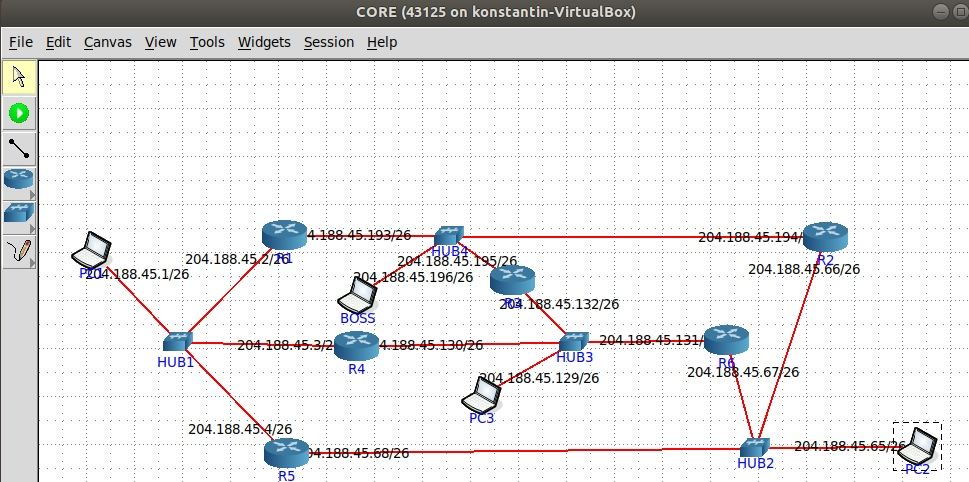 CORE (43125 on konstantin-VirtualBox)
File Edit Canvas View Tools Widgets Session Help
4.188.45.193/26
HUB4
204.188.45.194/
R2
R1
204.188.45.2/26
204.188.45.195/26
204.188.45.66/26
204.188.45.1/26
204.188.45.196/26
R3
204.188.45.132/26
BOSS
204.188.45.3/2
4.188.45.130/26
204.188.45.131/
HUB1
R4
HUB3
R6
204.188.45.67/26
204.188.45.129/26
PC3
204.188.45.4/26
4.188.45.68/26
204.188.45.65/26
R5
HUB2
PC2